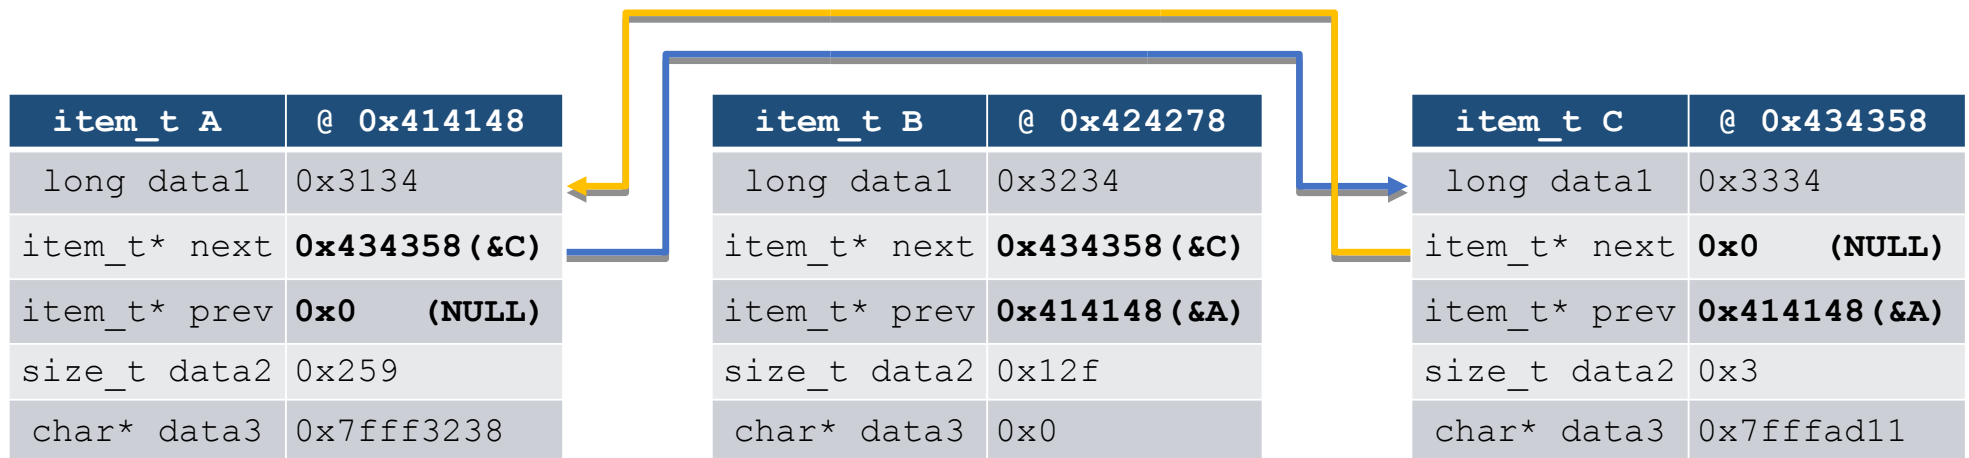 item_t A @ 0x414148 item_t B @ 0x424278 item_t C @ 0x434358
long data1 0x3134 long data1 0x3234 long data1 0x3334
item_t* next 0x434358(&C) item_t* next 0x434358(&C) item_t* next 0x0 (NULL)
item_t* prev 0x0 (NULL) item_t* prev 0x414148(&A) item_t* prev 0x414148(&A)
size_t data2 0x259 size_t data2 0x12f size_t data2 0x3
char* data3 0x7fff3238 char* data3 0x0 char* data3 0x7fffad11